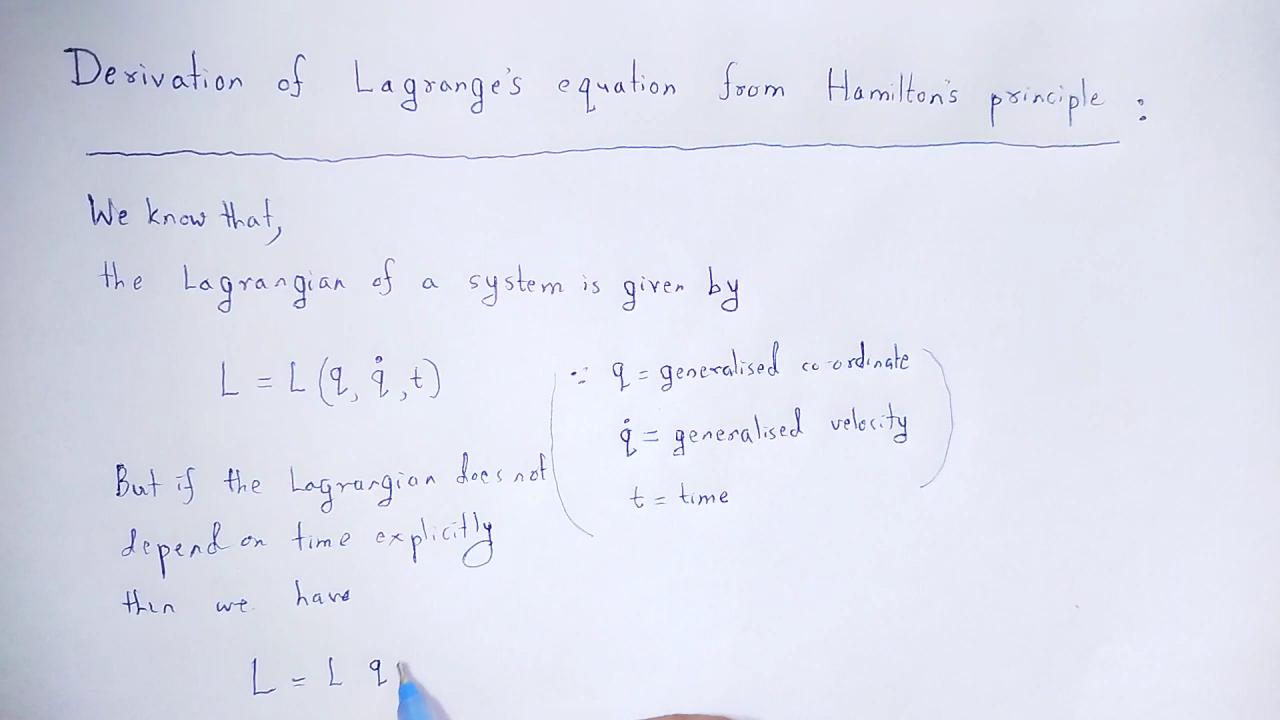 Derivation of Lagrange's equation from Hamilton's principle :
We know that,
the Lagrangian of a system is given by
L = L (q, q̇, t)
∵ q = generalised co-ordinate
q̇ = generalised velocity
t = time
But if the Lagrangian does not
depend on time explicitly
then we have
L = L q